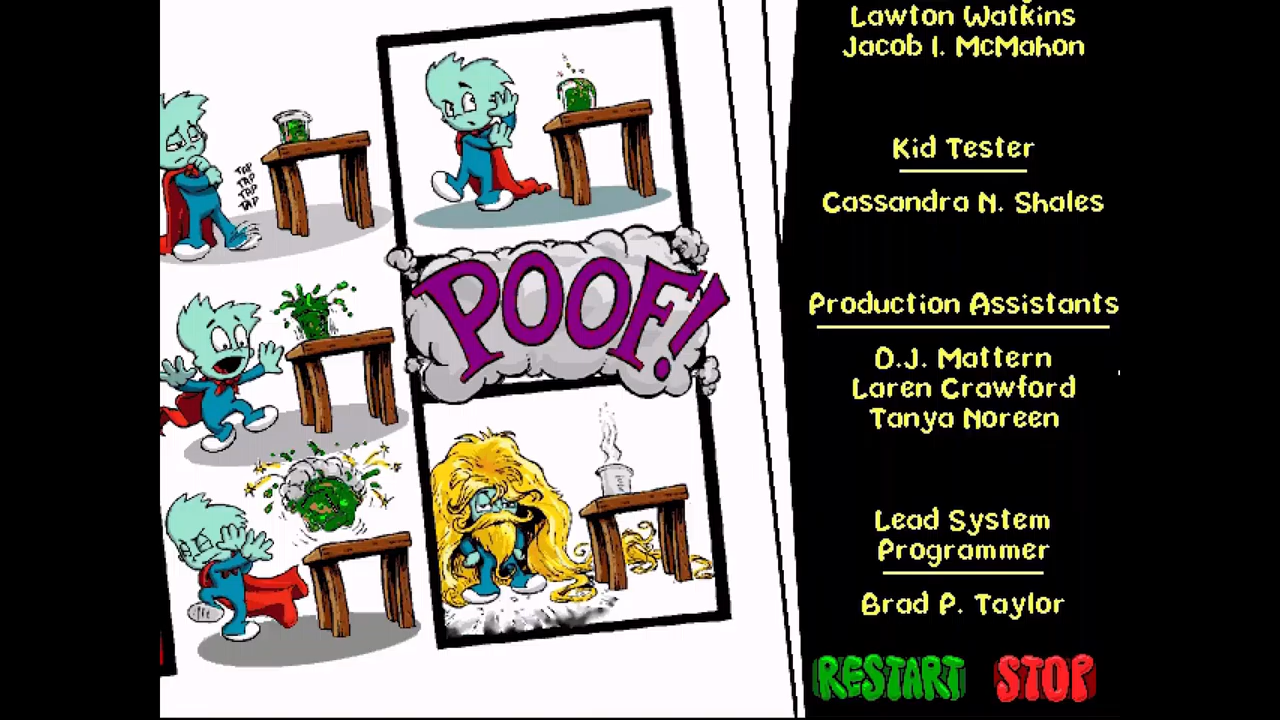 TAP
TAP
TAP
TAP
POOF!
Lawton Watkins
Jacob I. McMahon
Kid Tester
Cassandra N. Shales
Production Assistants
D.J. Mattern
Laren Crawford
Tanya Noreen
Lead System
Programmer
Brad P. Taylor
RESTART STOP